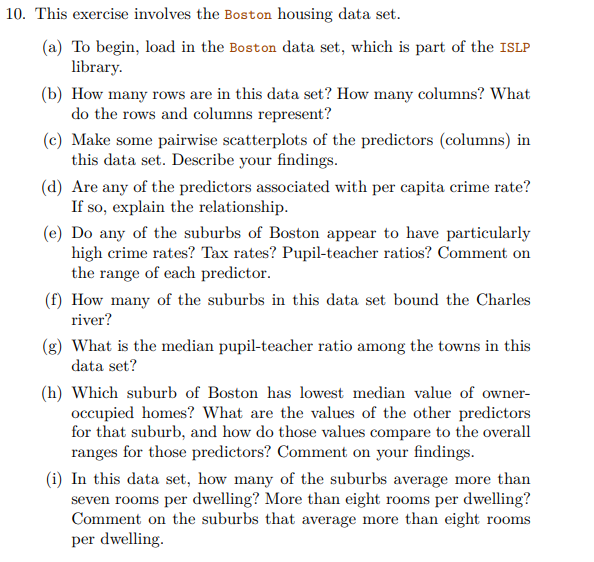 10. This exercise involves the Boston housing data set.
(a) To begin, load in the Boston data set, which is part of the ISLP
library.
(b) How many rows are in this data set? How many columns? What
do the rows and columns represent?
(c) Make some pairwise scatterplots of the predictors (columns) in
this data set. Describe your findings.
(d) Are any of the predictors associated with per capita crime rate?
If so, explain the relationship.
(e) Do any of the suburbs of Boston appear to have particularly
high crime rates? Tax rates? Pupil-teacher ratios? Comment on
the range of each predictor.
(f) How many of the suburbs in this data set bound the Charles
river?
(g) What is the median pupil-teacher ratio among the towns in this
data set?
(h) Which suburb of Boston has lowest median value of owner-
occupied homes? What are the values of the other predictors
for that suburb, and how do those values compare to the overall
ranges for those predictors? Comment on your findings.
(i) In this data set, how many of the suburbs average more than
seven rooms per dwelling? More than eight rooms per dwelling?
Comment on the suburbs that average more than eight rooms
per dwelling.